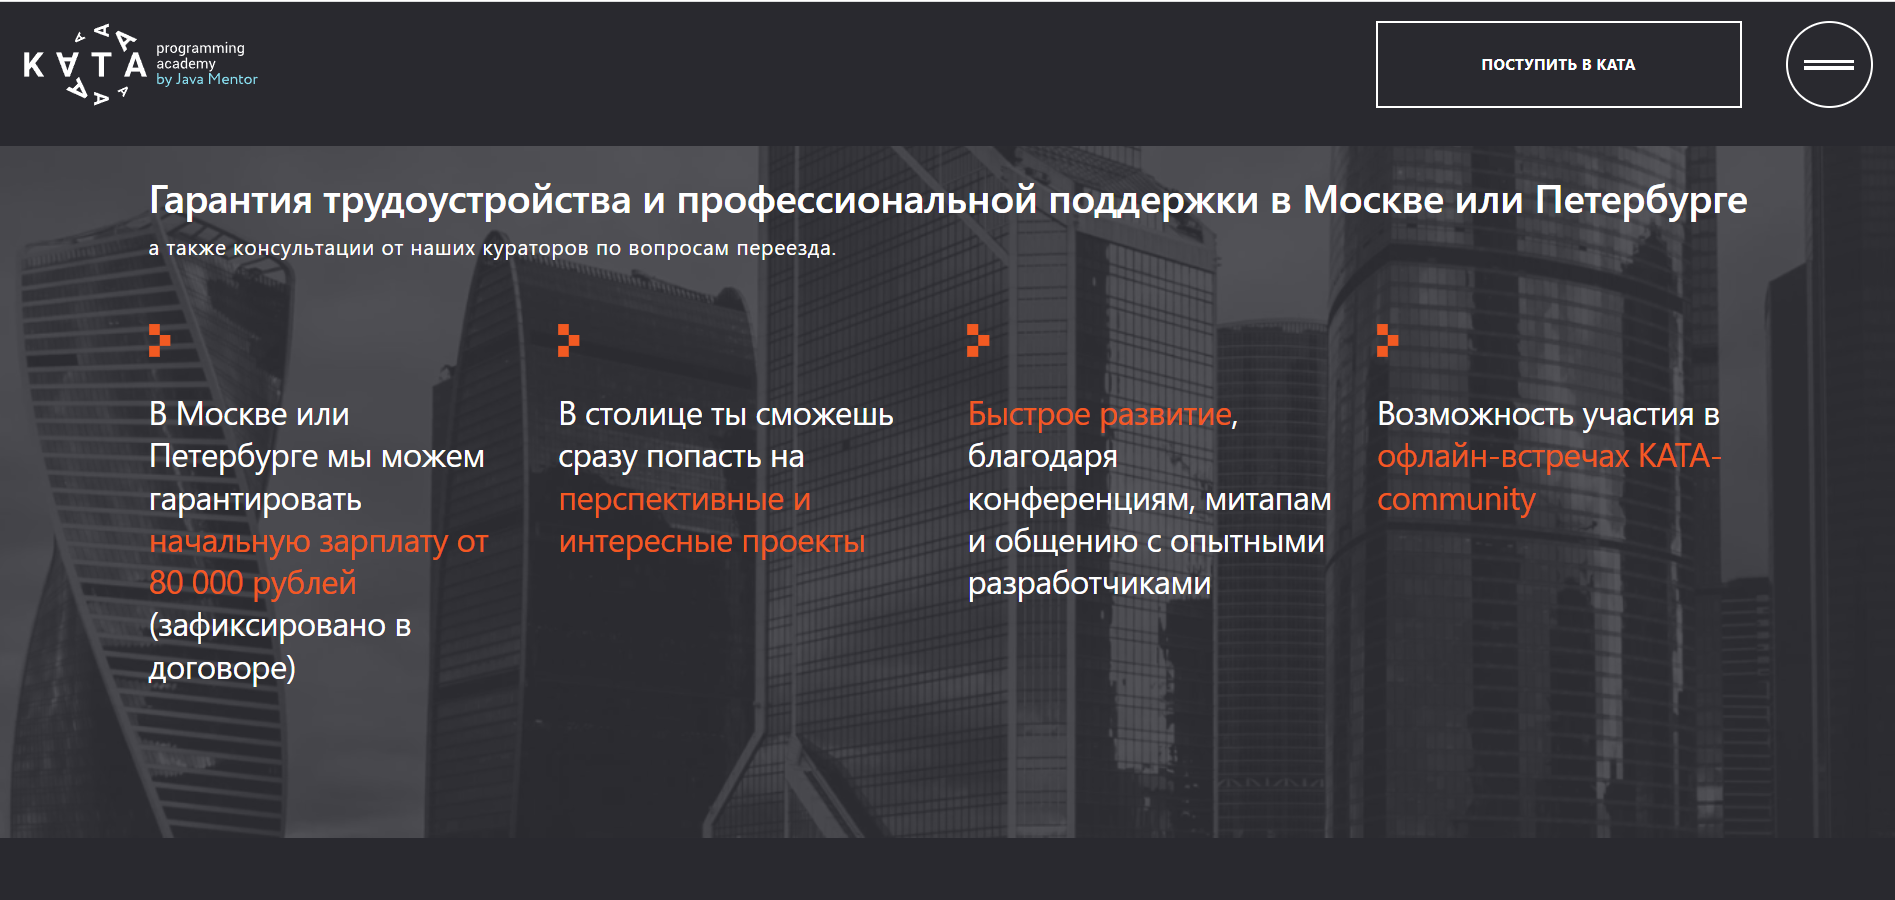 КАТА
programming
academy
by Java Mentor
ПОСТУПИТЬ В КАТА
Гарантия трудоустройства и профессиональной поддержки в Москве или Петербурге
а также консультации от наших кураторов по вопросам переезда.
В Москве или
Петербурге мы можем
гарантировать
начальную зарплату от
80 000 рублей
(зафиксировано в
договоре)
В столице ты сможешь
сразу попасть на
перспективные и
интересные проекты
Быстрое развитие,
благодаря
конференциям, митапам
и общению с опытными
разработчиками
Возможность участия в
офлайн-встречах КАТА-
community